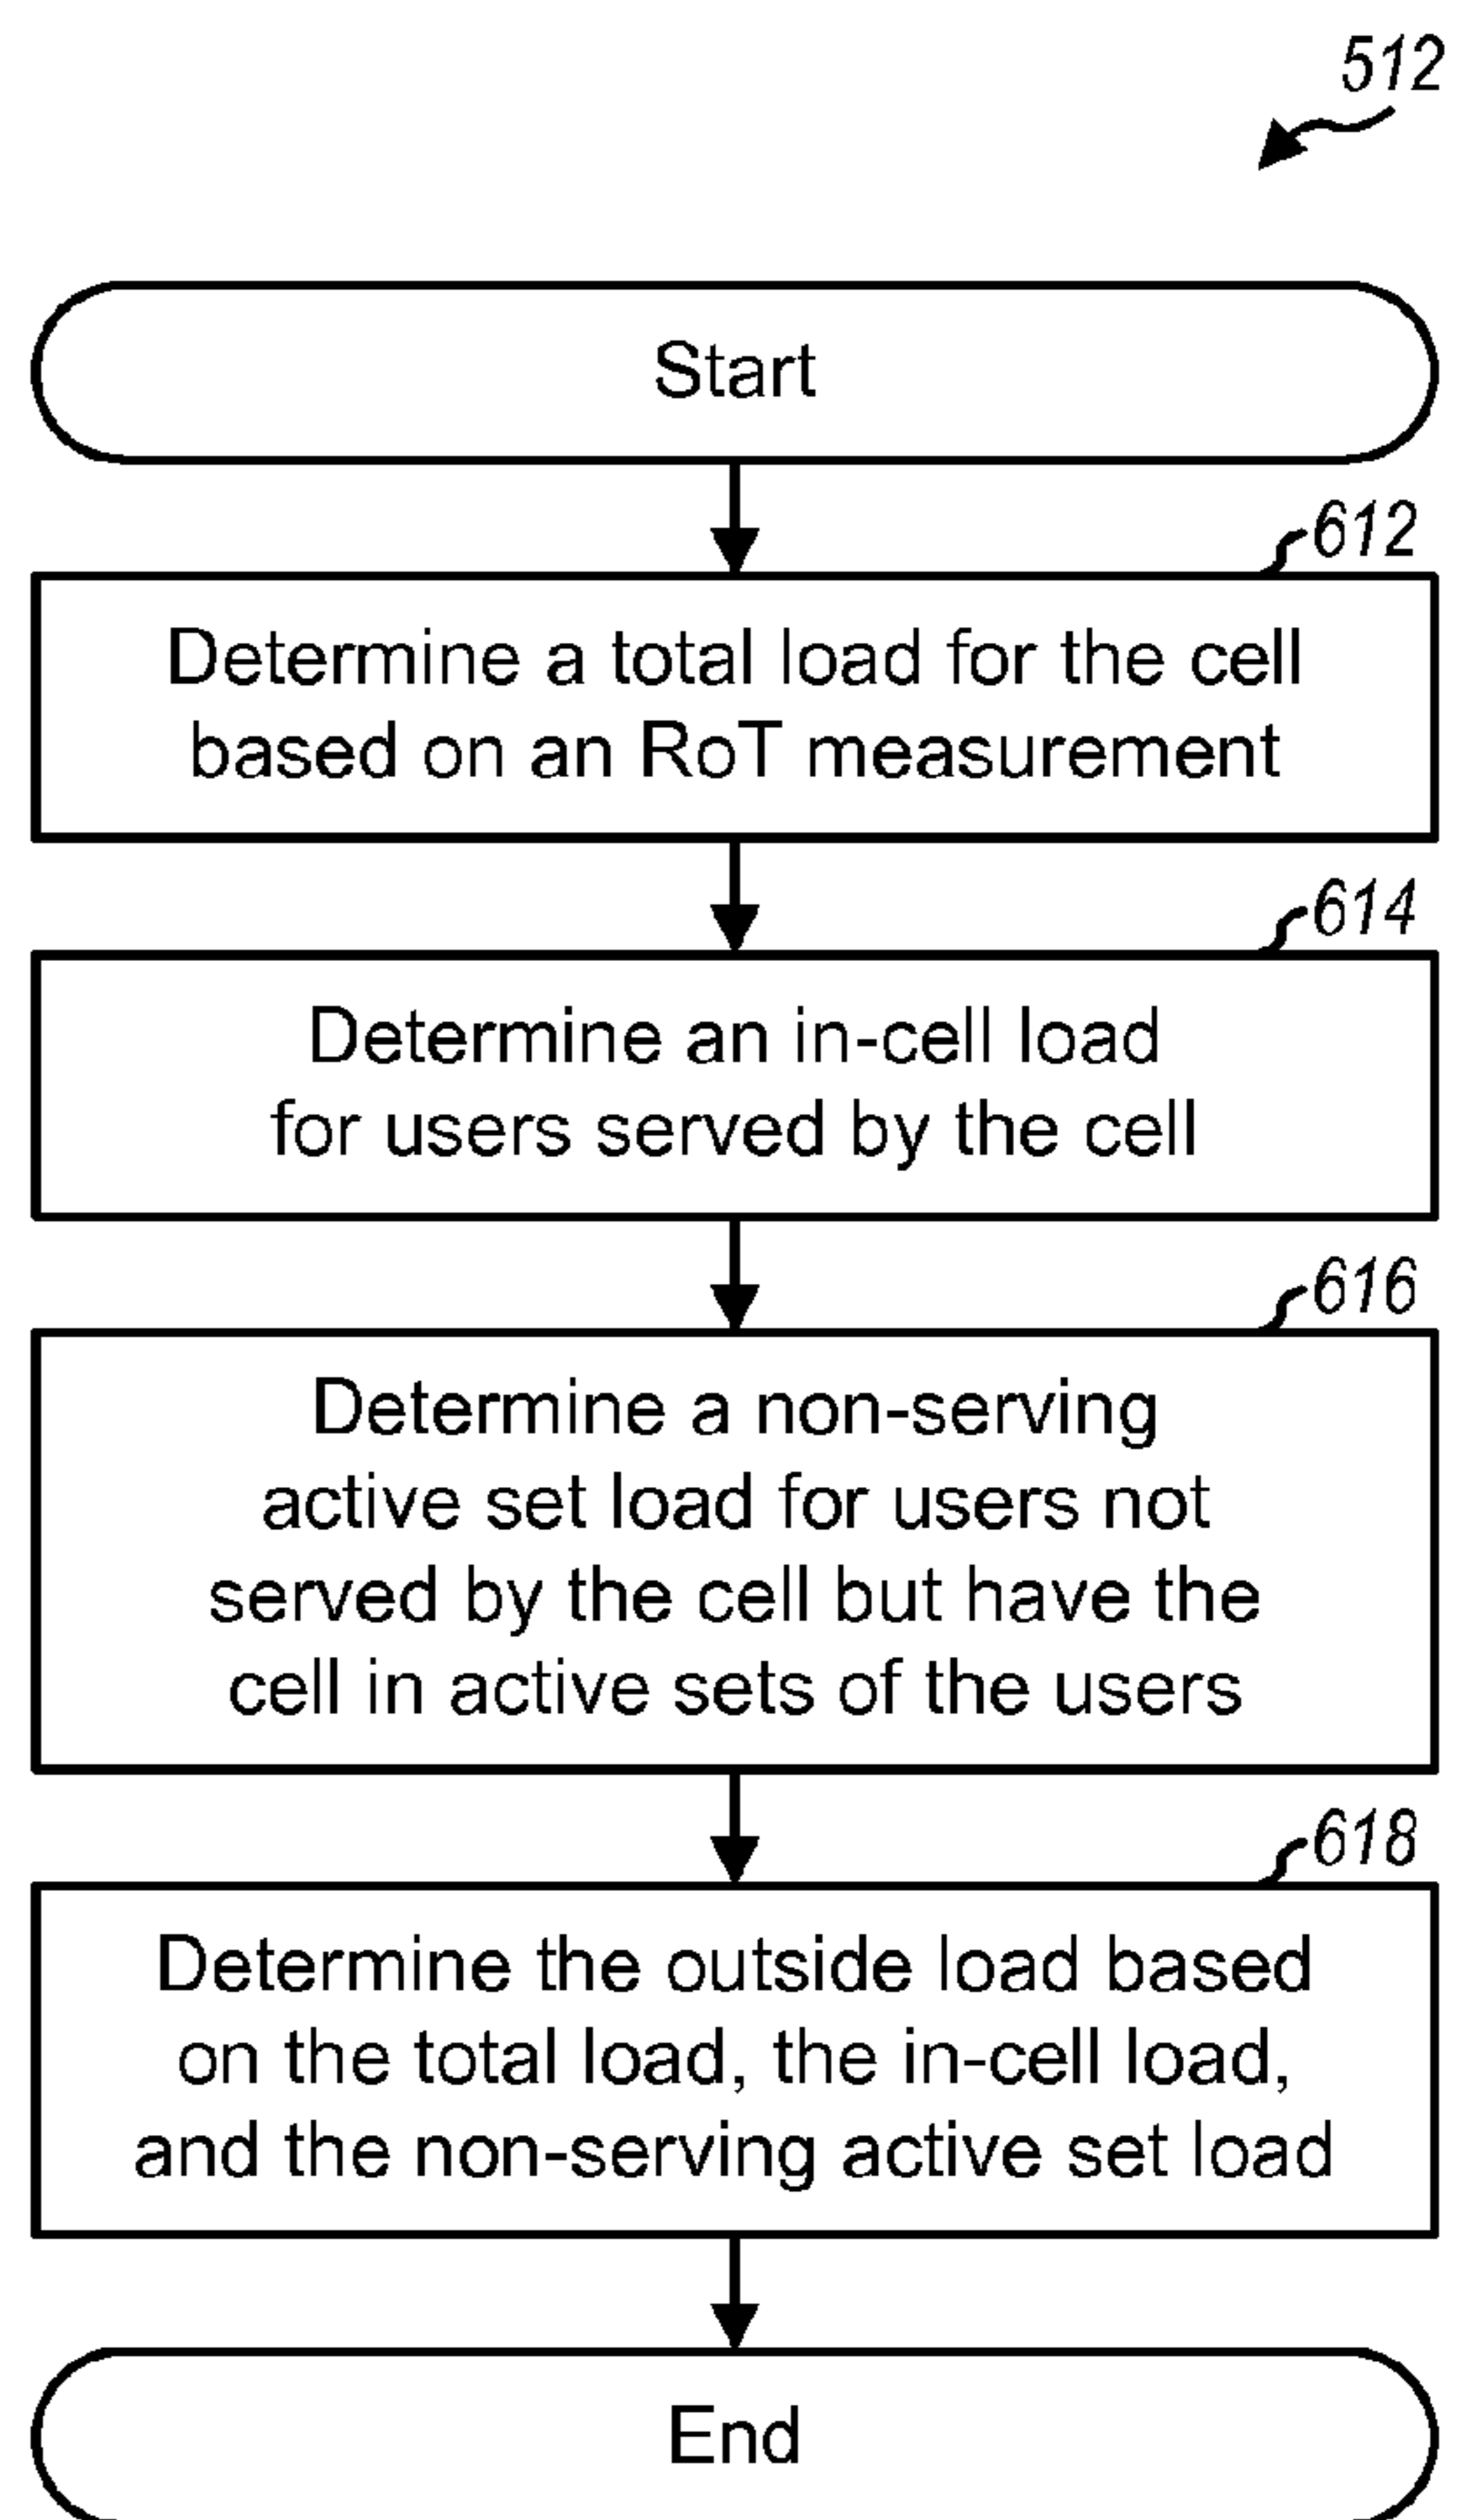 512
Start
612
Determine a total load for the cell
based on an RoT measurement
614
Determine an in-cell load
for users served by the cell
616
Determine a non-serving
active set load for users not
served by the cell but have the
cell in active sets of the users
618
Determine the outside load based
on the total load, the in-cell load,
and the non-serving active set load
End